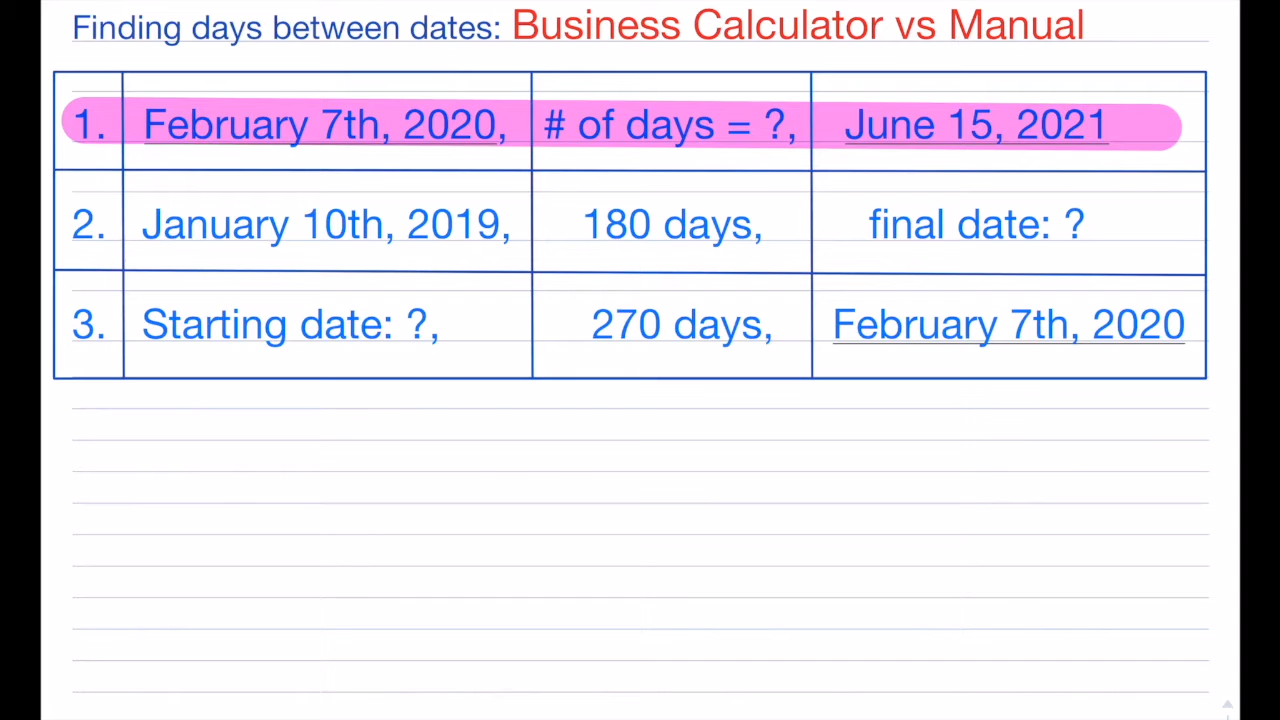 Finding days between dates: Business Calculator vs Manual
1. February 7th, 2020, # of days = ?, June 15, 2021
2. January 10th, 2019, 180 days, final date: ?
3. Starting date: ?, 270 days, February 7th, 2020